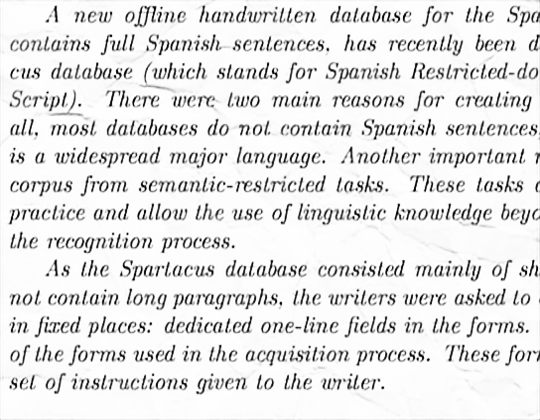 A new offline handwritten database for the Spa
contains full Spanish sentences, has recently been d
cus database (which stands for Spanish Restricted-do
Script). There were two main reasons for creating
all, most databases do not contain Spanish sentences,
is a widespread major language. Another important r
corpus from semantic-restricted tasks. These tasks
practice and allow the use of linguistic knowledge beyo
the recognition process.
As the Spartacus database consisted mainly of sh
not contain long paragraphs, the writers were asked to
in fixed places: dedicated one-line fields in the forms.
of the forms used in the acquisition process. These for
set of instructions given to the writer.